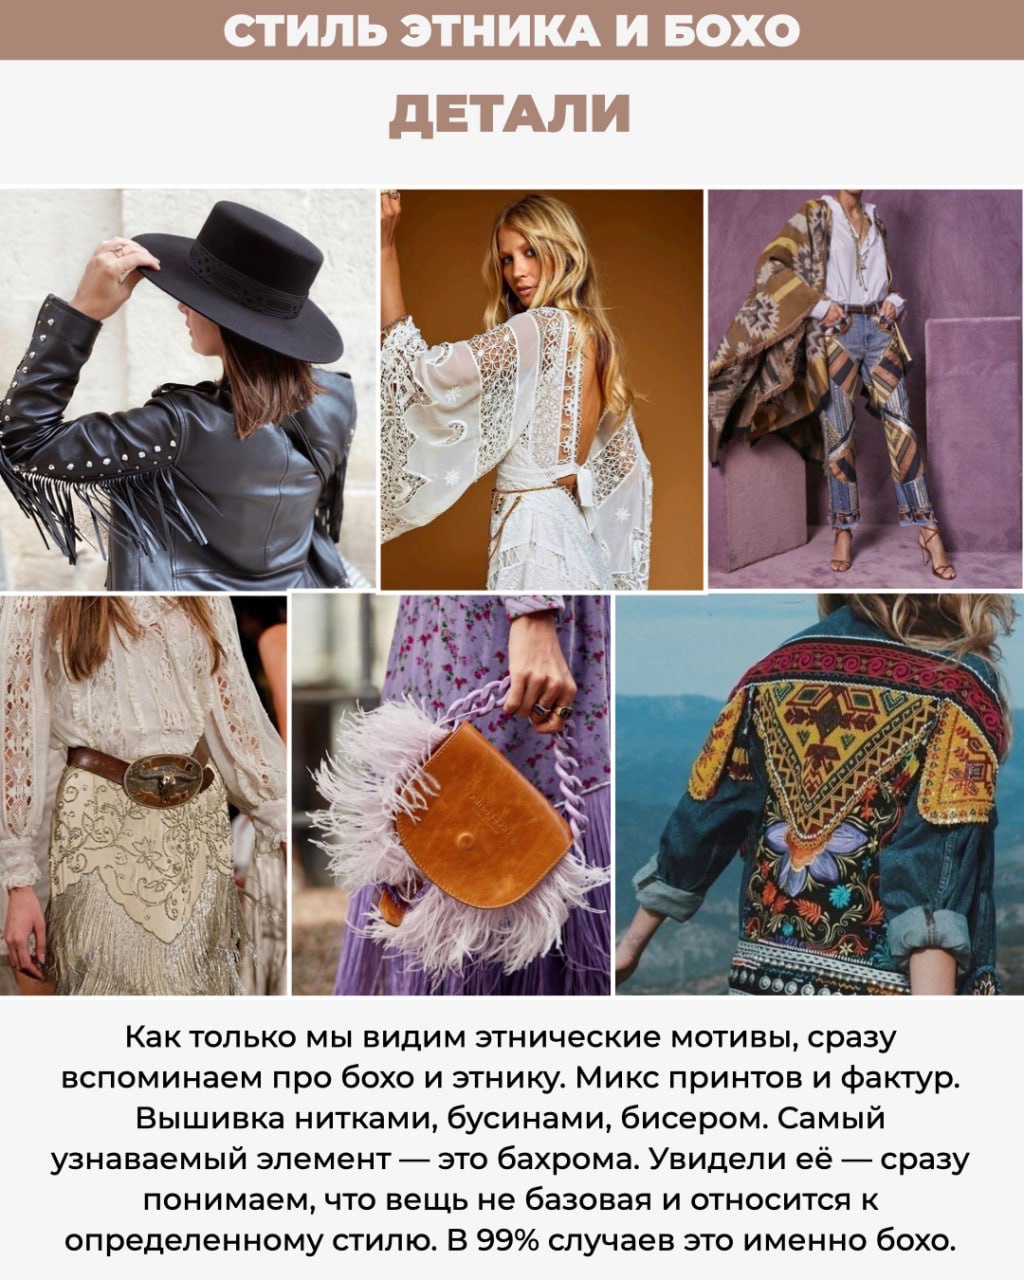 СТИЛЬ ЭТНИКА И БОХО
ДЕТАЛИ
Как только мы видим этнические мотивы, сразу
вспоминаем про бохо и этнику. Микс принтов и фактур.
Вышивка нитками, бусинами, бисером. Самый
узнаваемый элемент — это бахрома. Увидели её — сразу
понимаем, что вещь не базовая и относится к
определенному стилю. В 99% случаев это именно бохо.